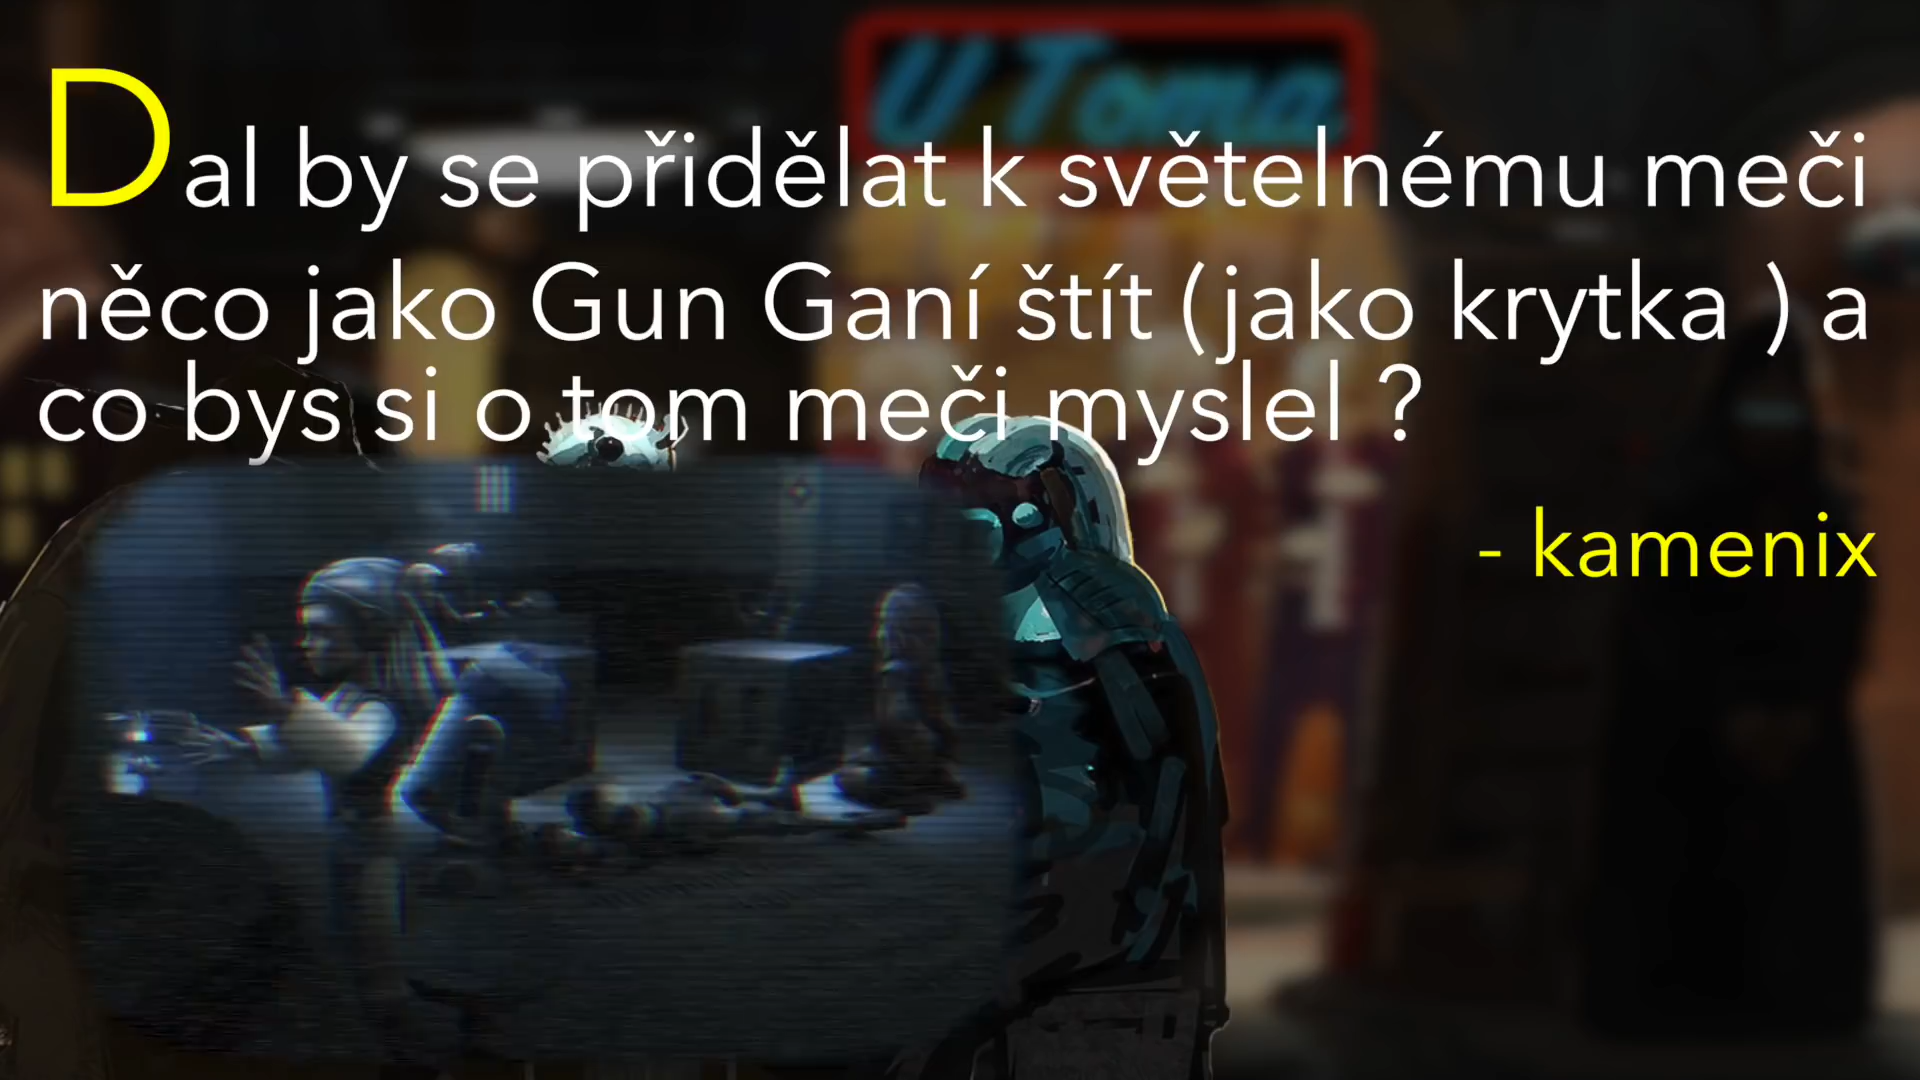 U Toma
Dal by se přidělat k světelnému meči
něco jako Gun Ganí štít (jako krytka ) a
co bys si o tom meči myslel ?
- kamenix